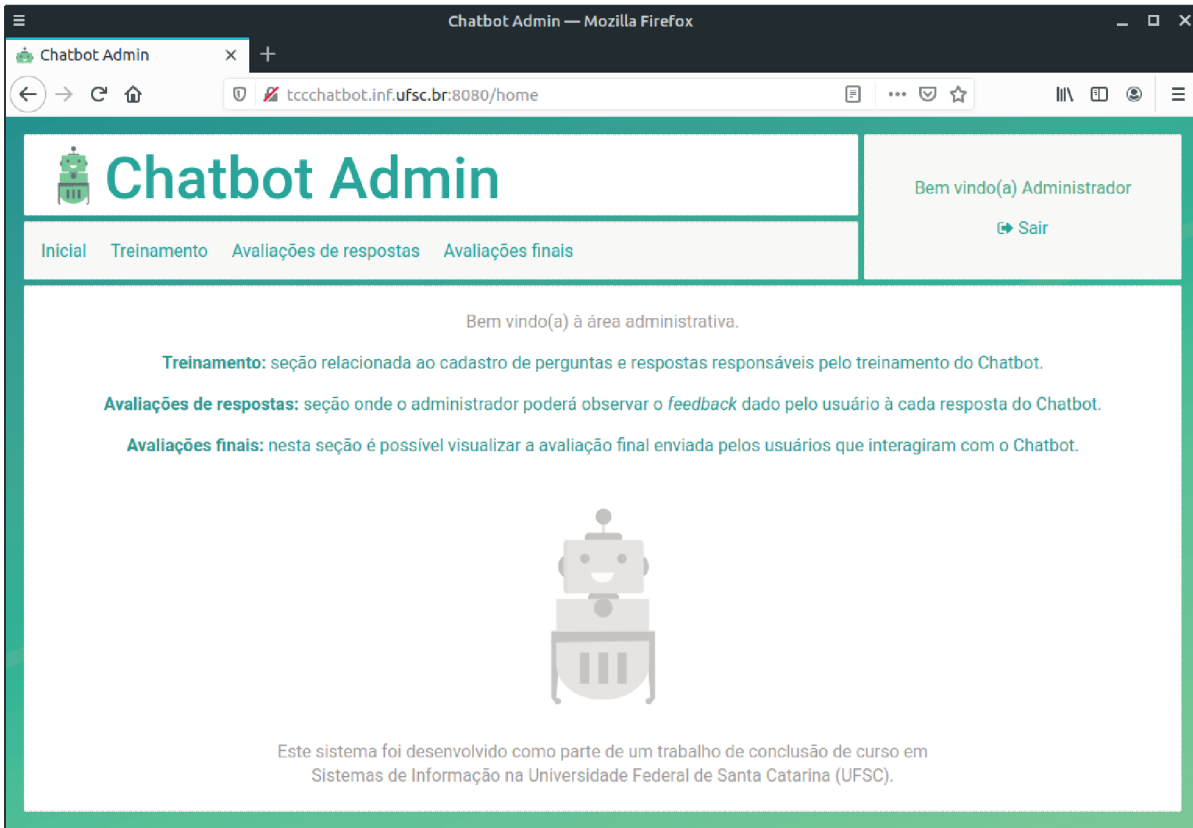 Chatbot Admin — Mozilla Firefox
Chatbot Admin
tccchatbot.inf.ufsc.br:8080/home
Chatbot Admin
Bem vindo(a) Administrador
Sair
Inicial Treinamento Avaliações de respostas Avaliações finais
Bem vindo(a) à área administrativa.
Treinamento: seção relacionada ao cadastro de perguntas e respostas responsáveis pelo treinamento do Chatbot.
Avaliações de respostas: seção onde o administrador poderá observar o feedback dado pelo usuário à cada resposta do Chatbot.
Avaliações finais: nesta seção é possível visualizar a avaliação final enviada pelos usuários que interagiram com o Chatbot.
Este sistema foi desenvolvido como parte de um trabalho de conclusão de curso em
Sistemas de Informação na Universidade Federal de Santa Catarina (UFSC).